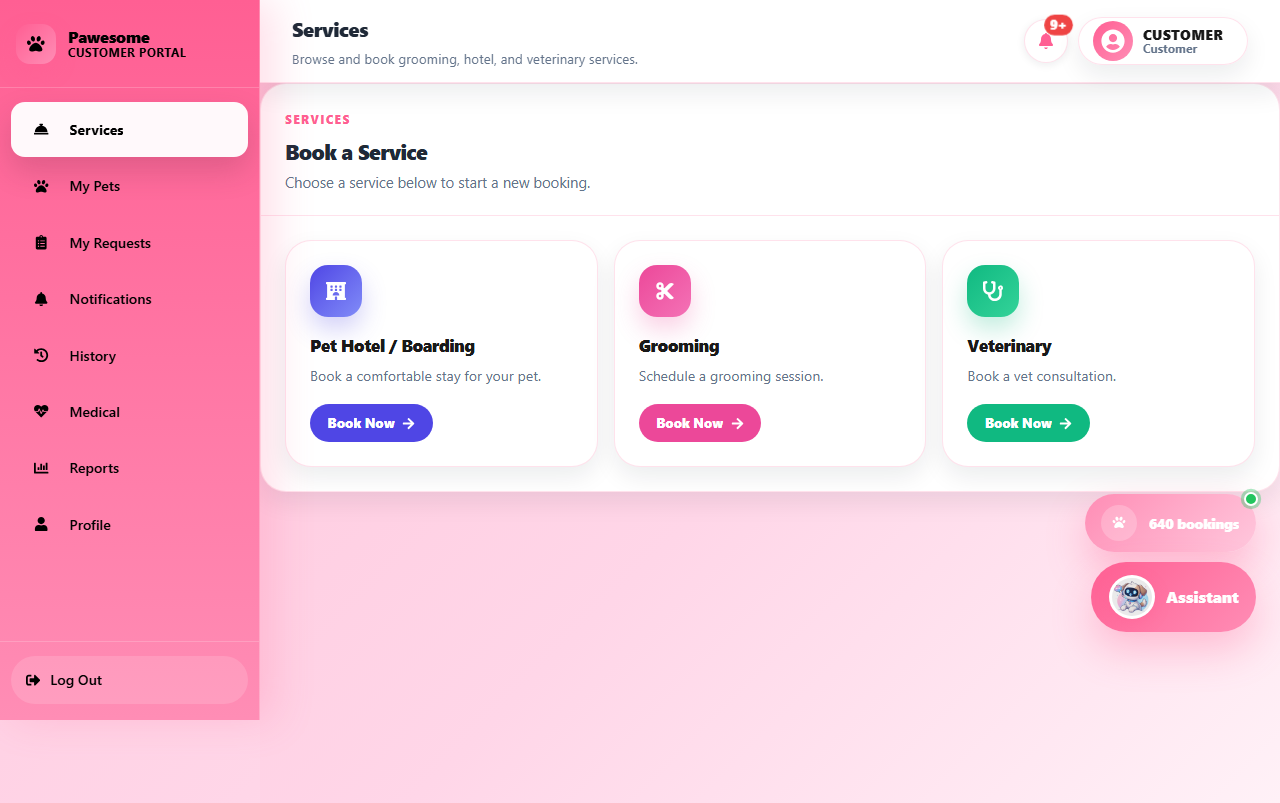 Pawesome
CUSTOMER PORTAL
Services
My Pets
My Requests
Notifications
History
Medical
Reports
Profile
Log Out
Services
Browse and book grooming, hotel, and veterinary services.
9+
CUSTOMER
Customer
SERVICES
Book a Service
Choose a service below to start a new booking.
Pet Hotel / Boarding
Book a comfortable stay for your pet.
Book Now
Grooming
Schedule a grooming session.
Book Now
Veterinary
Book a vet consultation.
Book Now
640 bookings
Assistant